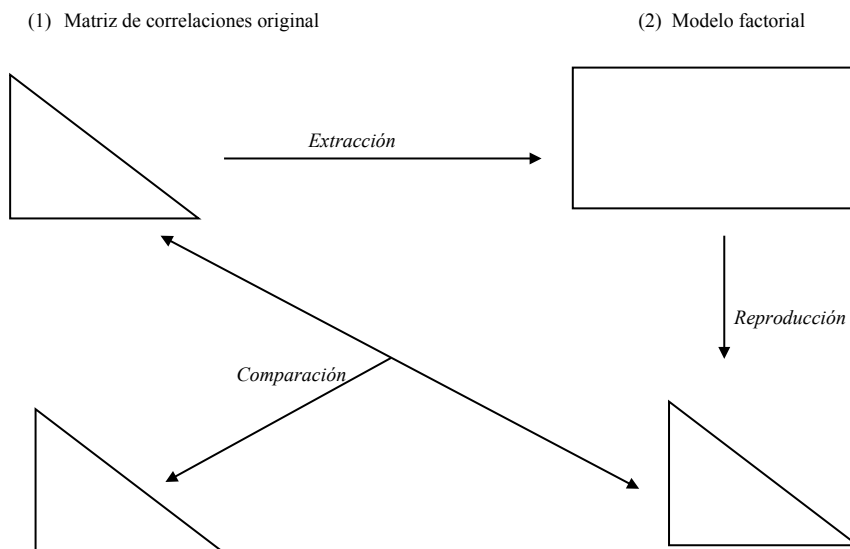 (1) Matriz de correlaciones original
(2) Modelo factorial
Extracción
Reproducción
Comparación